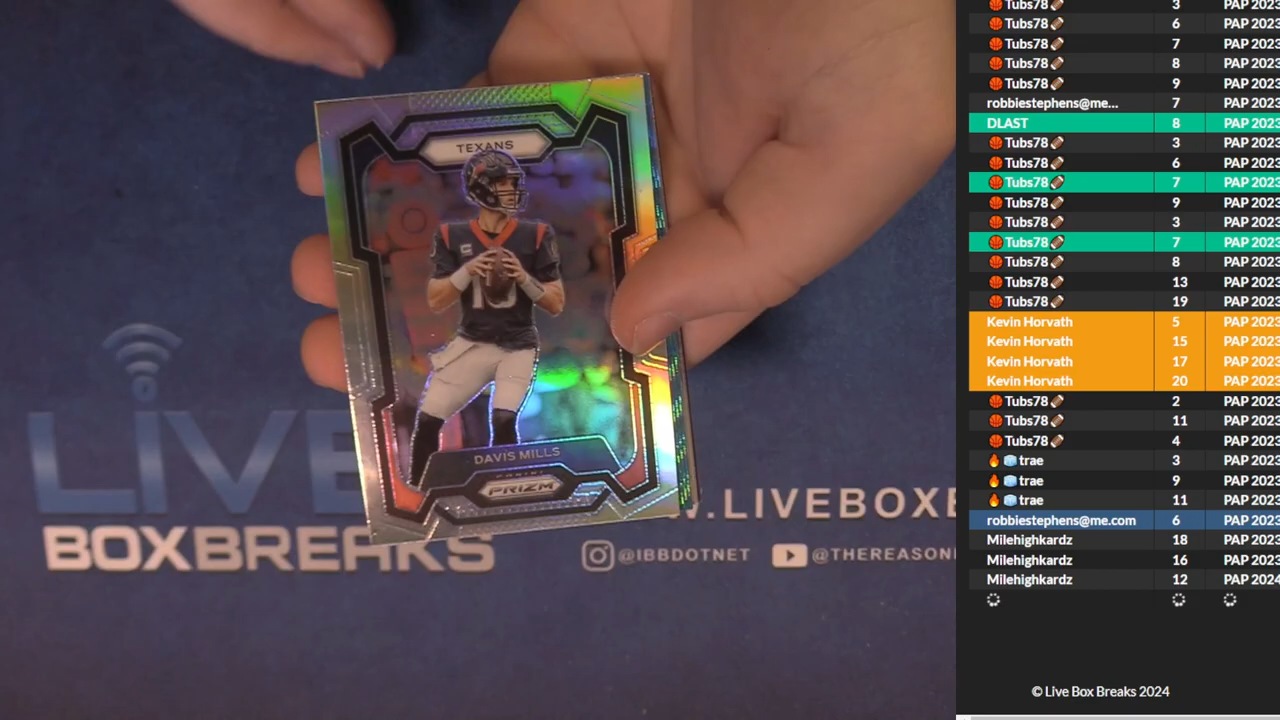 TEXANS
10
DAVIS MILLS
PANINI
PRIZM
LiVE
BOXBREAKS
.LIVEBOXB
@IBBDOTNET
@THEREASON
Tubs78 3 PAP 2023
Tubs78 6 PAP 2023
Tubs78 7 PAP 2023
Tubs78 8 PAP 2023
Tubs78 9 PAP 2023
robbiestephens@me... 7 PAP 2023
DLAST 8 PAP 2023
Tubs78 3 PAP 2023
Tubs78 6 PAP 2023
Tubs78 7 PAP 2023
Tubs78 9 PAP 2023
Tubs78 3 PAP 2023
Tubs78 7 PAP 2023
Tubs78 8 PAP 2023
Tubs78 13 PAP 2023
Tubs78 19 PAP 2023
Kevin Horvath 5 PAP 2023
Kevin Horvath 15 PAP 2023
Kevin Horvath 17 PAP 2023
Kevin Horvath 20 PAP 2023
Tubs78 2 PAP 2023
Tubs78 11 PAP 2023
Tubs78 4 PAP 2023
trae 3 PAP 2023
trae 9 PAP 2023
trae 11 PAP 2023
robbiestephens@me.com 6 PAP 2023
Milehighkardz 18 PAP 2023
Milehighkardz 16 PAP 2023
Milehighkardz 12 PAP 2024
© Live Box Breaks 2024